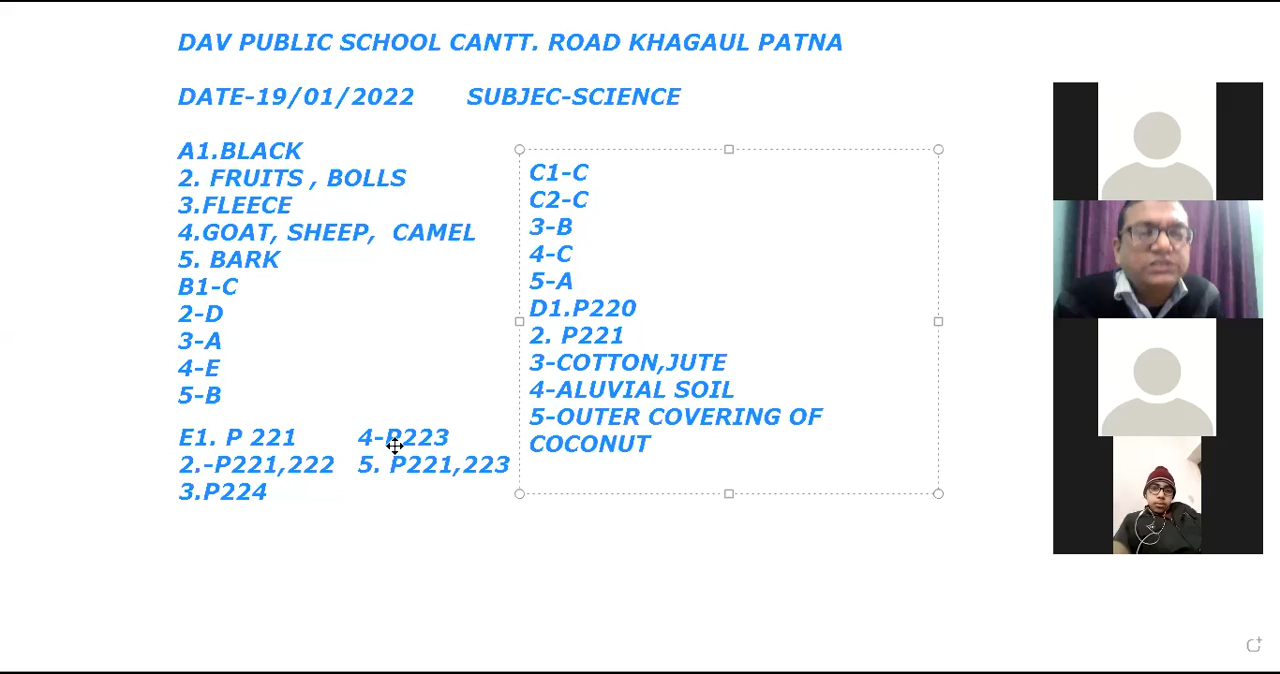 DAV PUBLIC SCHOOL CANTT. ROAD KHAGAUL PATNA
DATE-19/01/2022 SUBJEC-SCIENCE
A1.BLACK
2. FRUITS , BOLLS
3.FLEECE
4.GOAT, SHEEP, CAMEL
5. BARK
B1-C
2-D
3-A
4-E
5-B
E1. P 221 4-P223
2.-P221,222 5. P221,223
3.P224
C1-C
C2-C
3-B
4-C
5-A
D1.P220
2. P221
3-COTTON,JUTE
4-ALUVIAL SOIL
5-OUTER COVERING OF
COCONUT